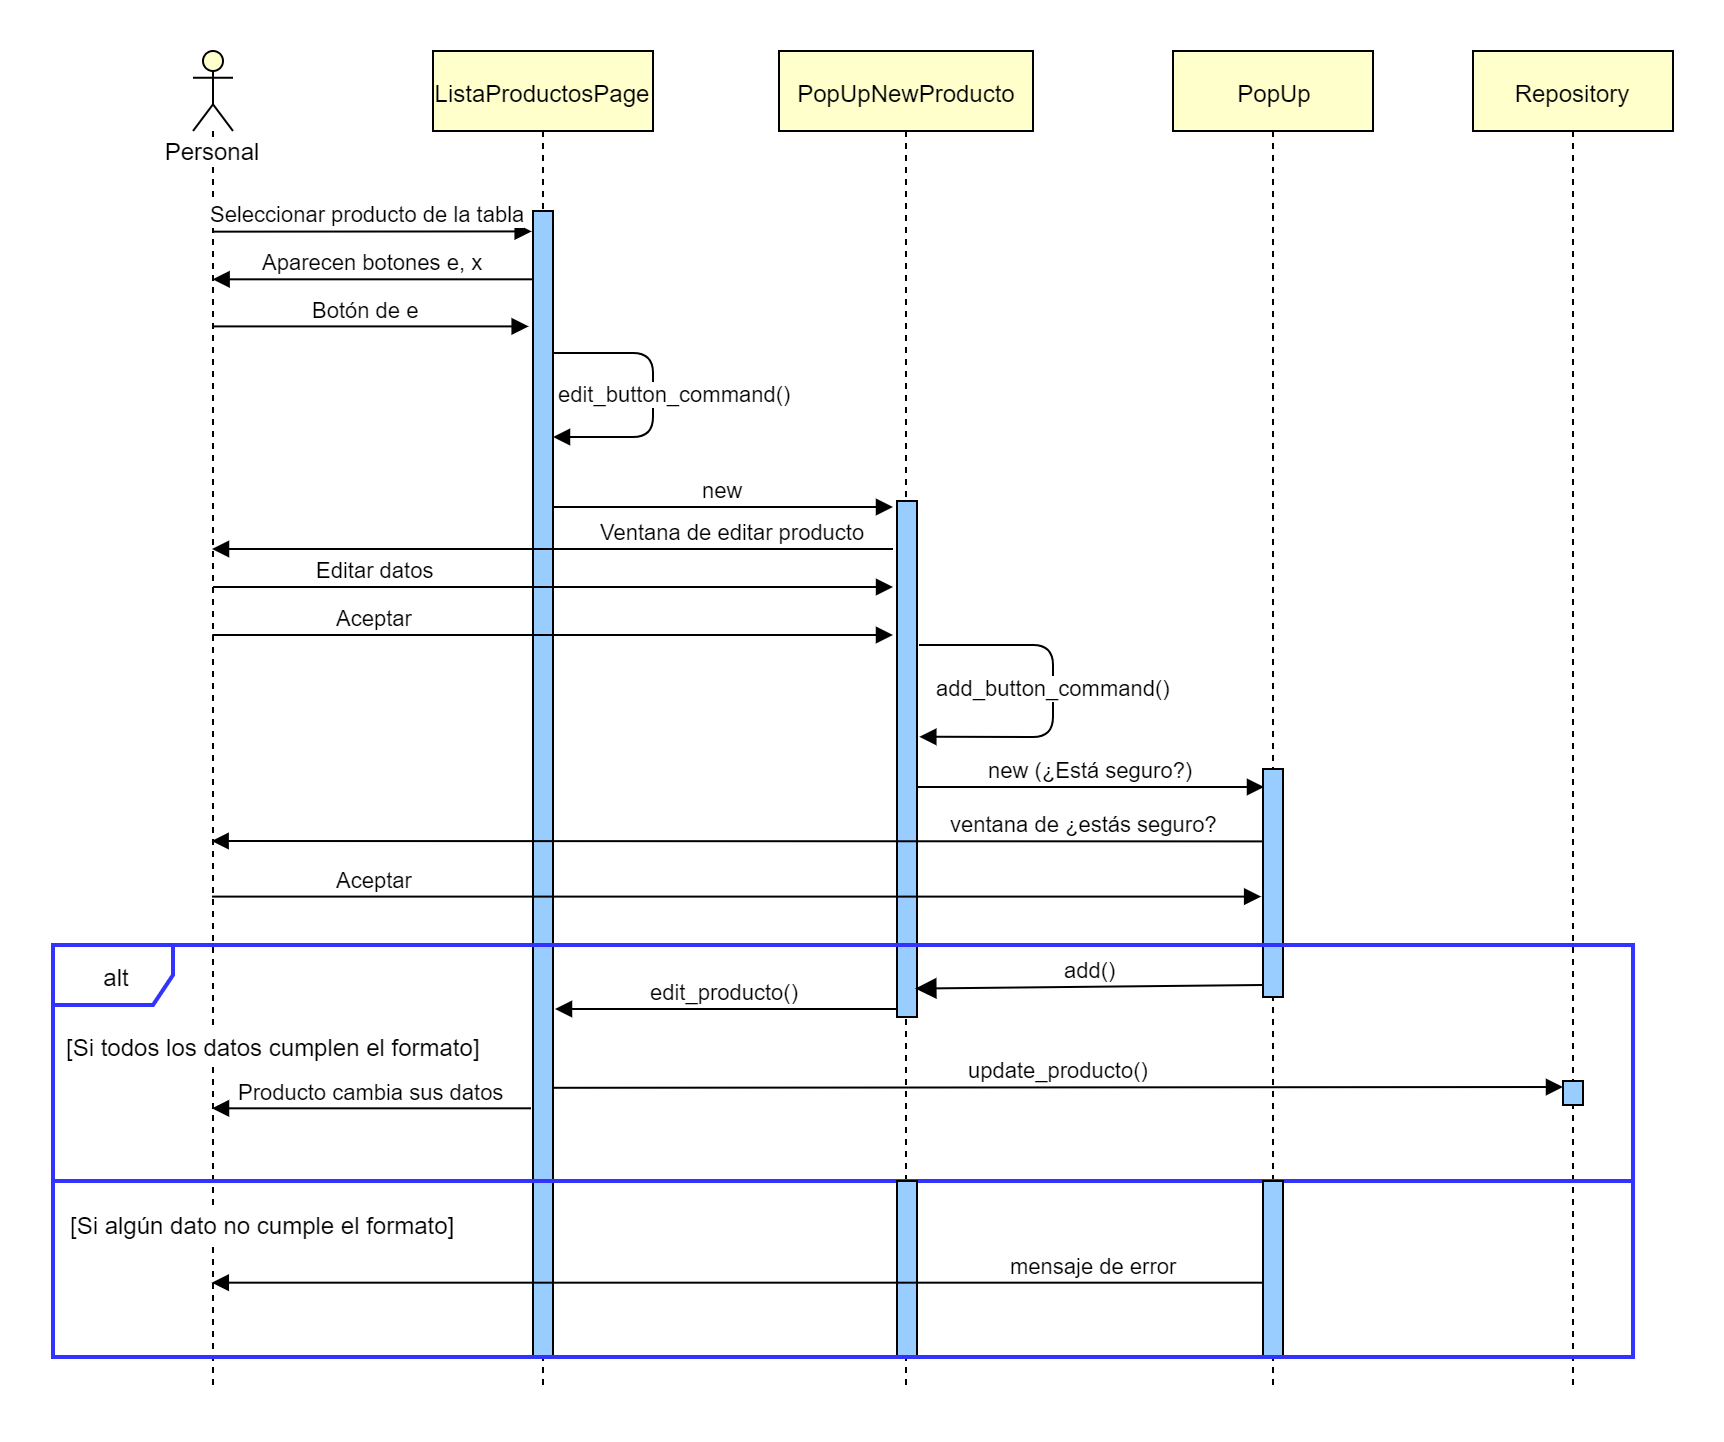 Personal
ListaProductosPage
PopUpNewProducto
PopUp
Repository
Seleccionar producto de la tabla
Aparecen botones e, x
Botón de e
edit_button_command()
new
Ventana de editar producto
Editar datos
Aceptar
add_button_command()
new (¿Está seguro?)
ventana de ¿estás seguro?
Aceptar
alt
add()
edit_producto()
[Si todos los datos cumplen el formato]
update_producto()
Producto cambia sus datos
[Si algún dato no cumple el formato]
mensaje de error